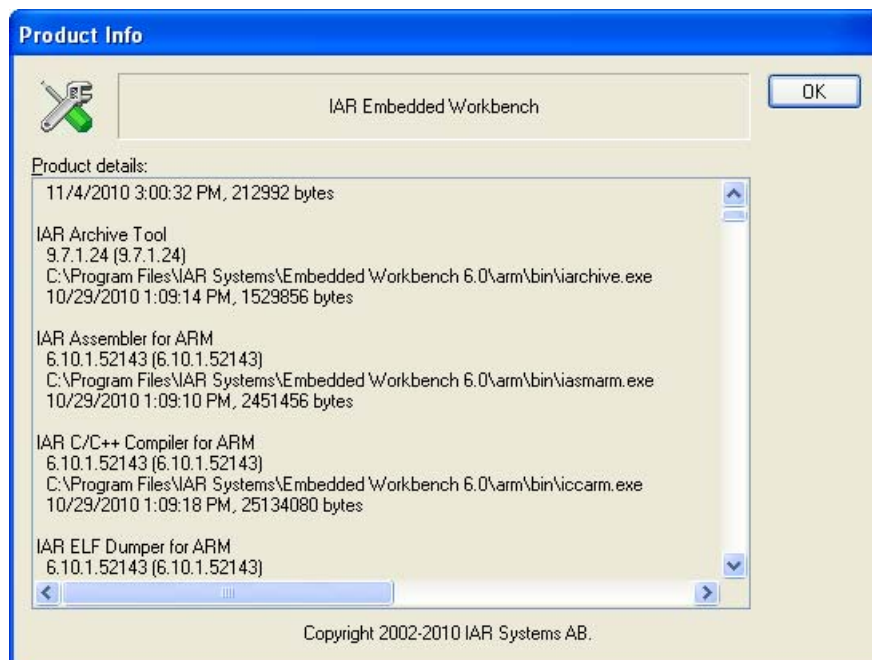 Product Info
IAR Embedded Workbench
OK
Product details:
11/4/2010 3:00:32 PM, 212992 bytes
IAR Archive Tool
9.7.1.24 (9.7.1.24)
C:\Program Files\IAR Systems\Embedded Workbench 6.0\arm\bin\iarchive.exe
10/29/2010 1:09:14 PM, 1529856 bytes
IAR Assembler for ARM
6.10.1.52143 (6.10.1.52143)
C:\Program Files\IAR Systems\Embedded Workbench 6.0\arm\bin\iasmarm.exe
10/29/2010 1:09:10 PM, 2451456 bytes
IAR C/C++ Compiler for ARM
6.10.1.52143 (6.10.1.52143)
C:\Program Files\IAR Systems\Embedded Workbench 6.0\arm\bin\iccarm.exe
10/29/2010 1:09:18 PM, 25134080 bytes
IAR ELF Dumper for ARM
6.10.1.52143 (6.10.1.52143)
Copyright 2002-2010 IAR Systems AB.